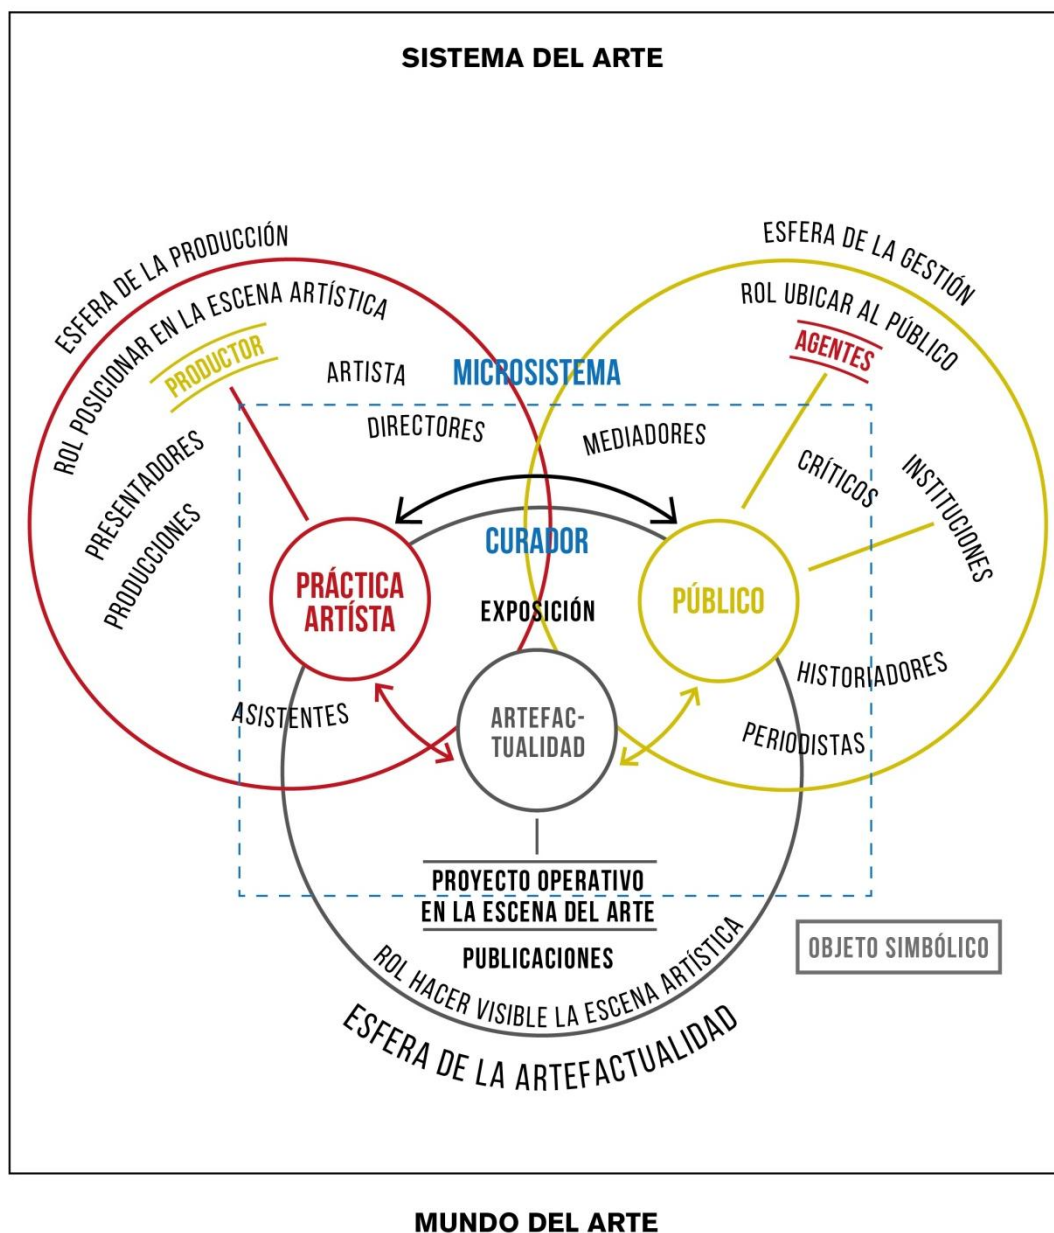 SISTEMA DEL ARTE
ESFERA DE LA PRODUCCIÓN
ROL POSICIONAR EN LA ESCENA ARTÍSTICA
PRODUCTOR
ARTISTA
DIRECTORES
PRESENTADORES
PRODUCCIONES
ASISTENTES
PRÁCTICA
ARTÍSTA
MICROSISTEMA
CURADOR
EXPOSICIÓN
ESFERA DE LA GESTIÓN
ROL UBICAR AL PÚBLICO
AGENTES
MEDIADORES
CRÍTICOS
INSTITUCIONES
PÚBLICO
HISTORIADORES
PERIODISTAS
ARTEFAC-
TUALIDAD
PROYECTO OPERATIVO
EN LA ESCENA DEL ARTE
PUBLICACIONES
ROL HACER VISIBLE LA ESCENA ARTÍSTICA
ESFERA DE LA ARTEFACTUALIDAD
OBJETO SIMBÓLICO
MUNDO DEL ARTE